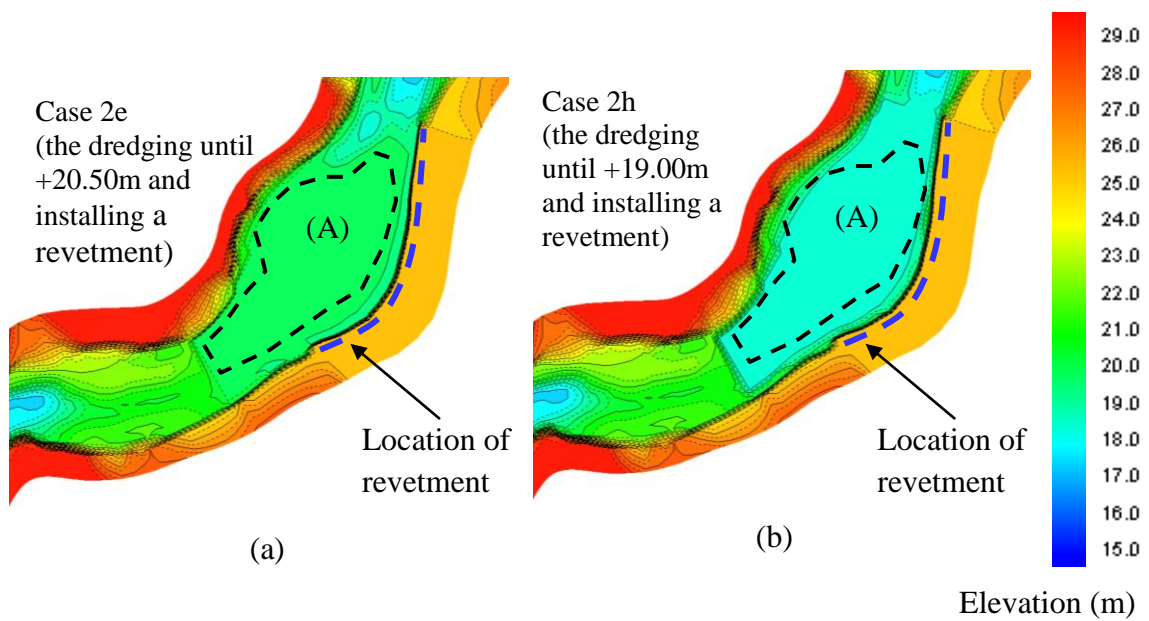 Case 2e
(the dredging until
+20.50m and
installing a
revetment)
(A)
Location of
revetment
(a)
Case 2h
(the dredging
until +19.00m
and installing a
revetment)
(A)
Location of
revetment
(b)
29.0
28.0
27.0
26.0
25.0
24.0
23.0
22.0
21.0
20.0
19.0
18.0
17.0
16.0
15.0
Elevation (m)